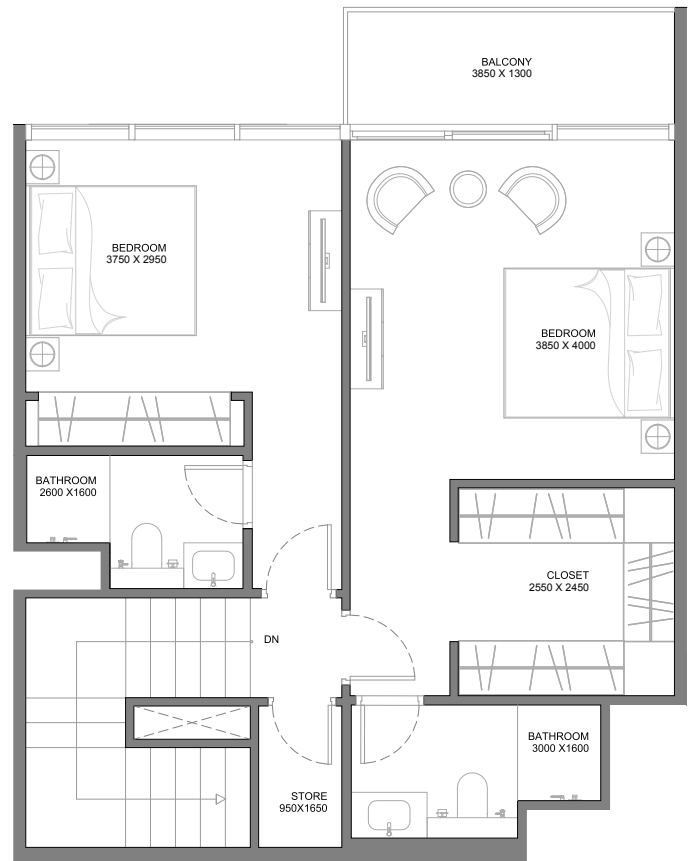 BALCONY
3850 X 1300
BEDROOM
3750 X 2950
BEDROOM
3850 X 4000
BATHROOM
2600 X1600
CLOSET
2550 X 2450
DN
BATHROOM
3000 X1600
STORE
950X1650